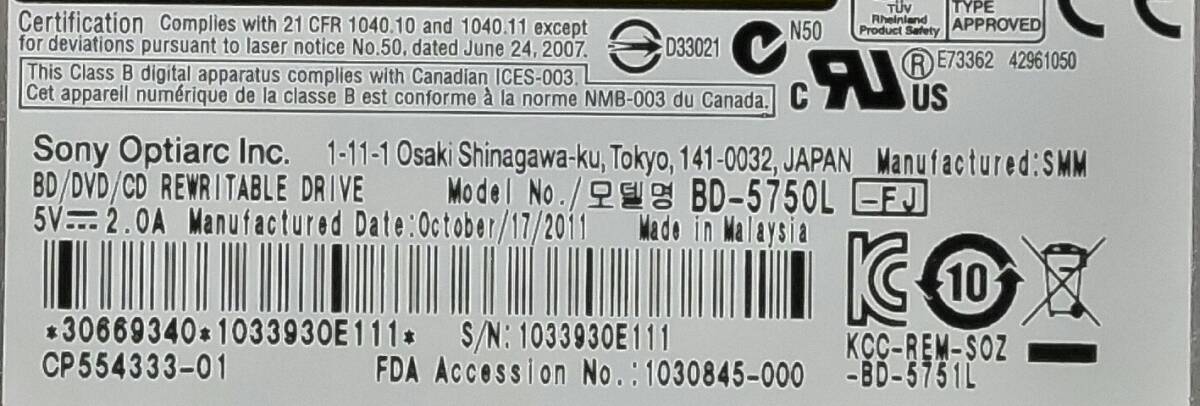 Certification Complies with 21 CFR 1040.10 and 1040.11 except
for deviations pursuant to laser notice No.50, dated June 24, 2007.
This Class B digital apparatus complies with Canadian ICES-003.
Cet appareil numérique de la classe B est conforme à la norme NMB-003 du Canada.
D33021
N50
TÜV
Rheinland
Product Safety
TYPE
APPROVED
C
US
® E73362 42961050
Sony Optiarc Inc. 1-11-1 Osaki Shinagawa-ku, Tokyo, 141-0032, JAPAN Manufactured:SMM
BD/DVD/CD REWRITABLE DRIVE Model No./모델명 BD-5750L -FJ
5V 2.0A Manufactured Date:October/17/2011 Made in Malaysia
*30669340*1033930E111* S/N: 1033930E111
CP554333-01 FDA Accession No.:1030845-000
10
KCC-REM-SOZ
-BD-5751L